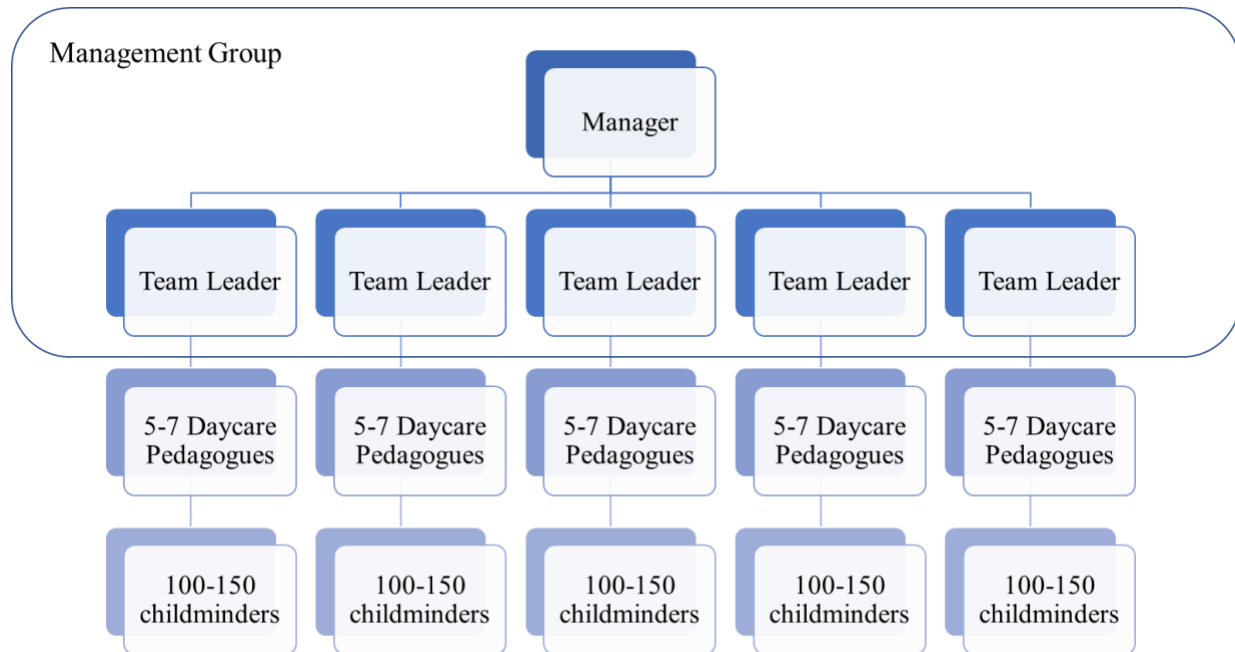 Management Group
Manager
Team Leader
Team Leader
Team Leader
Team Leader
Team Leader
5-7 Daycare
Pedagogues
5-7 Daycare
Pedagogues
5-7 Daycare
Pedagogues
5-7 Daycare
Pedagogues
5-7 Daycare
Pedagogues
100-150
childminders
100-150
childminders
100-150
childminders
100-150
childminders
100-150
childminders